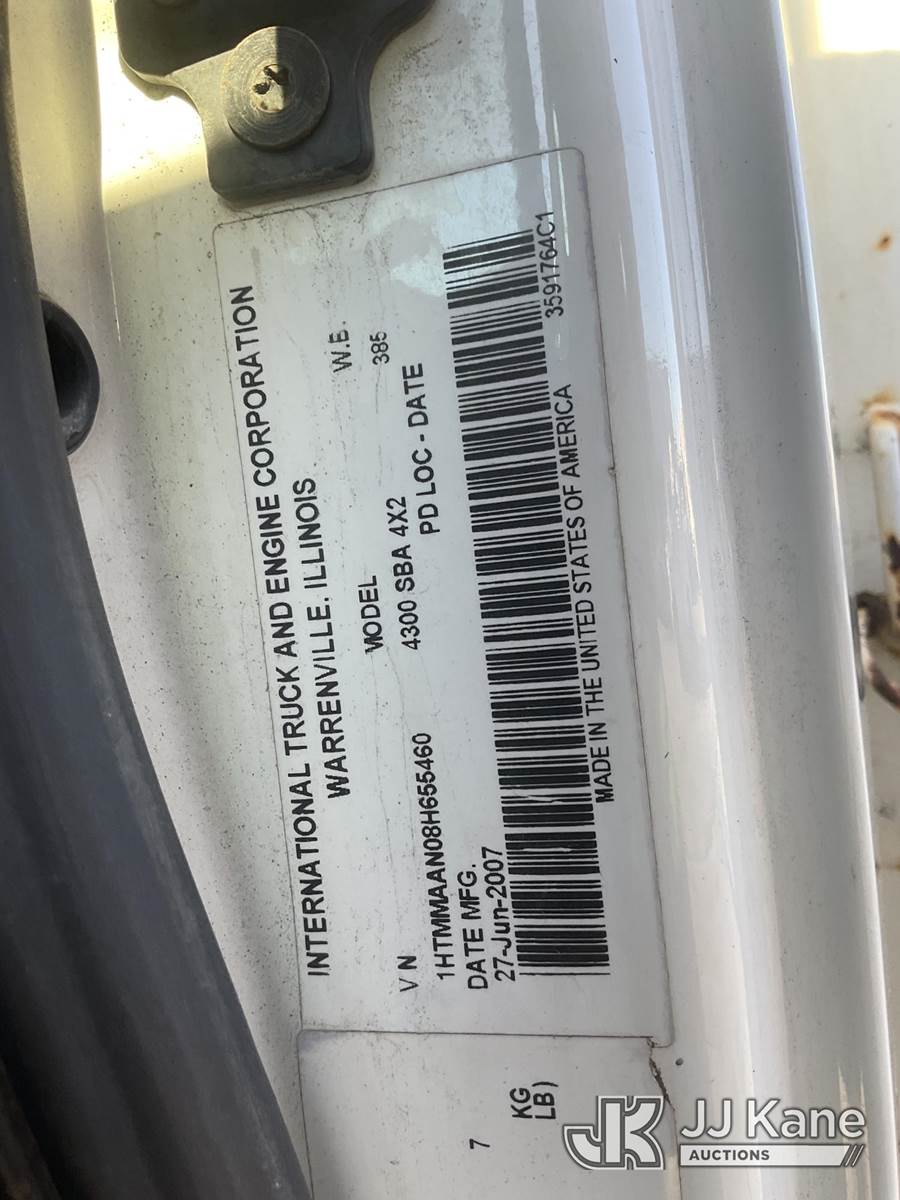 INTERNATIONAL TRUCK AND ENGINE CORPORATION
WARRENVILLE, ILLINOIS
MODEL W.B.
V N 4300 SBA 4X2 385
1HTMMAAN08H655460 PD LOC - DATE
DATE MFG.
27-Jun-2007
3591764C1
MADE IN THE UNITED STATES OF AMERICA
7
KG
LB)
JK JJ Kane
AUCTIONS